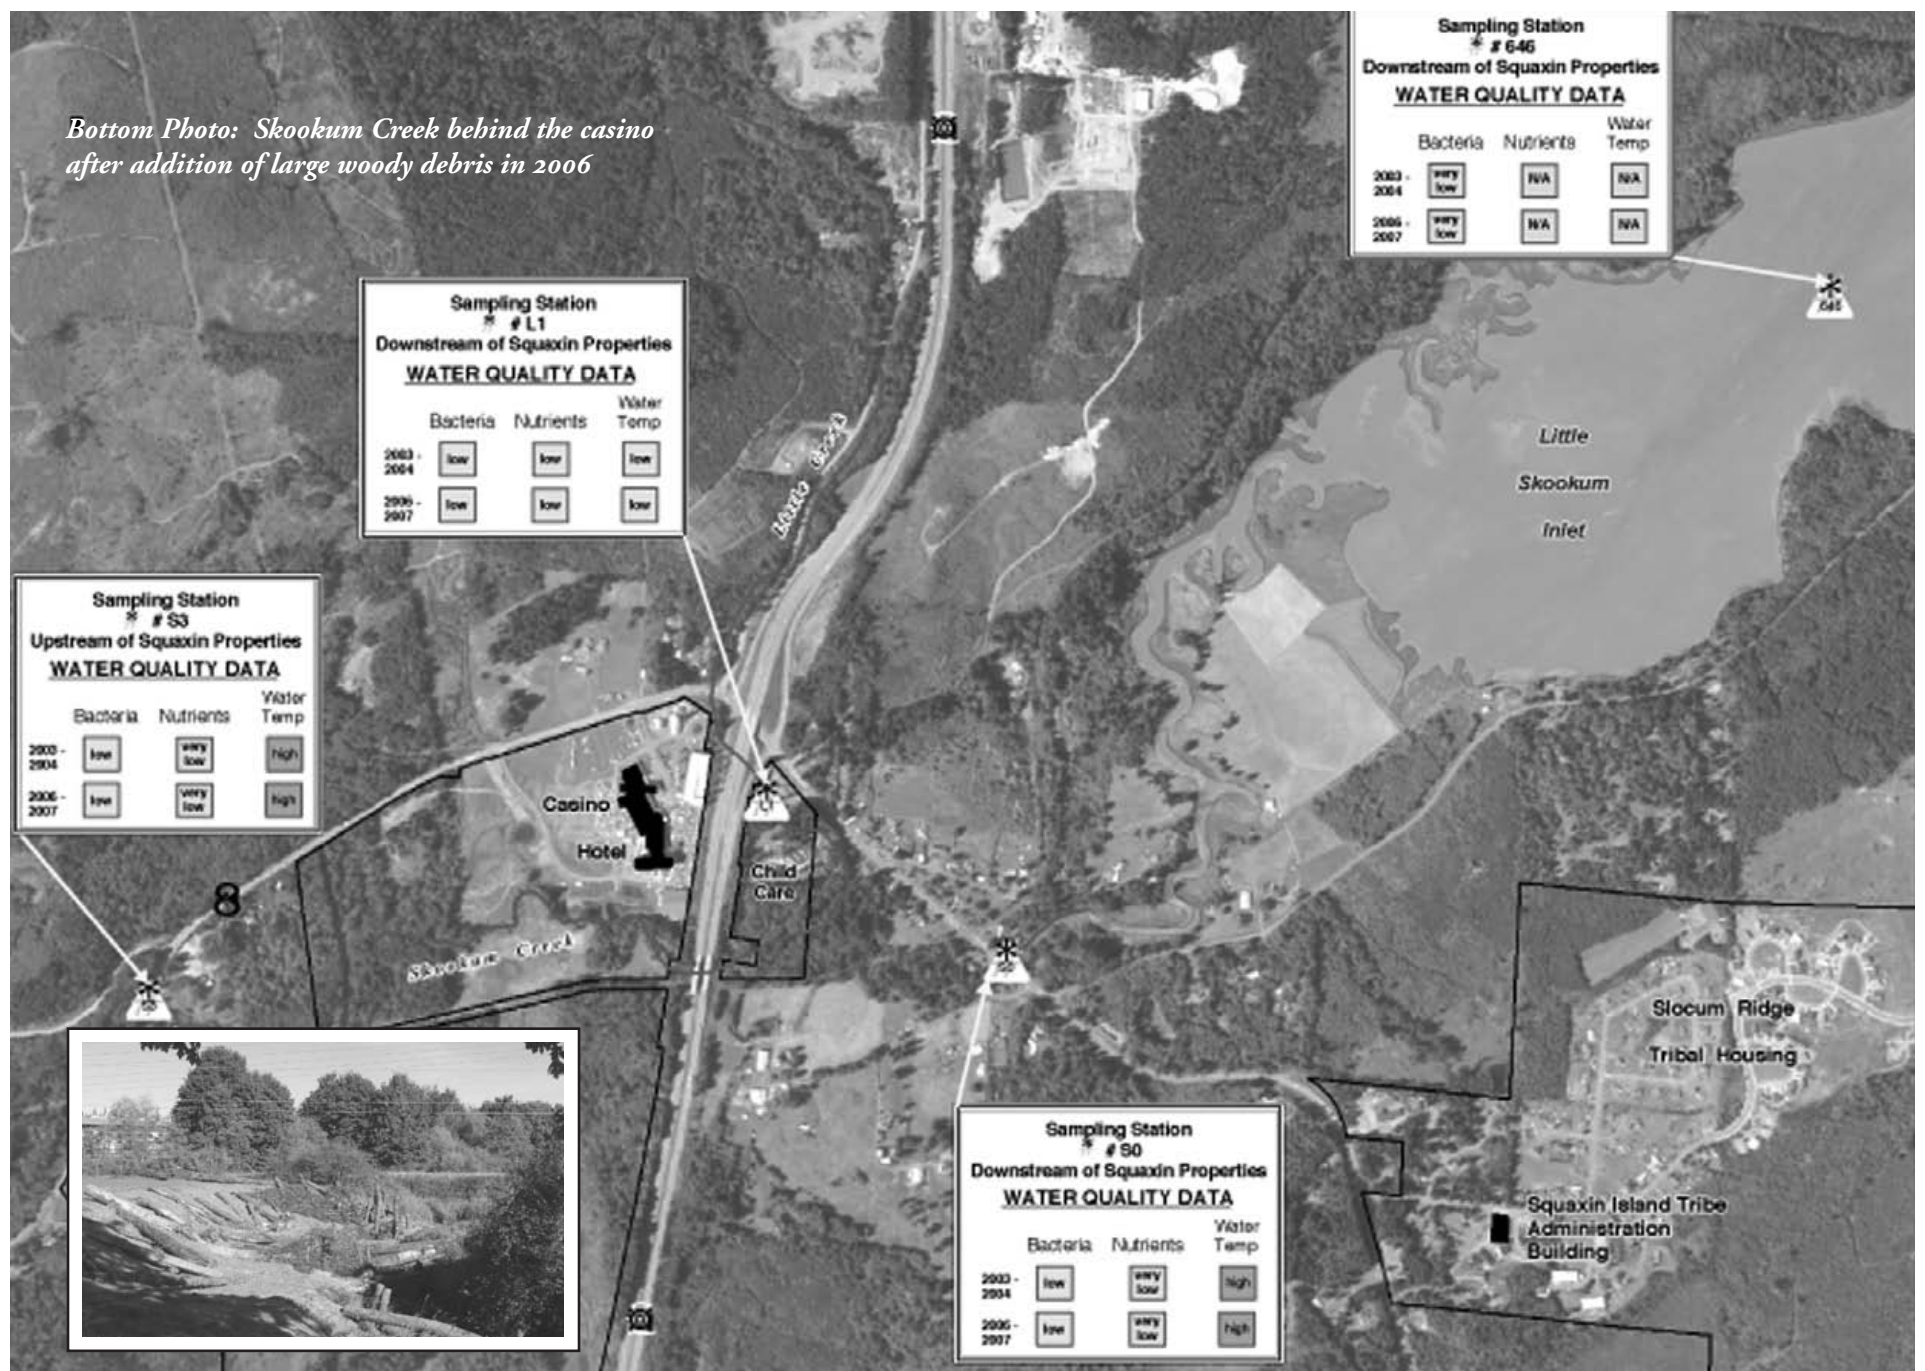 Bottom Photo: Skookum Creek behind the casino
after addition of large woody debris in 2006
Sampling Station
# 646
Downstream of Squaxin Properties
WATER QUALITY DATA
Bacteria Nutrients Water Temp
2003 - 2004 very low N/A N/A
2006 - 2007 very low N/A N/A
646
Sampling Station
# L1
Downstream of Squaxin Properties
WATER QUALITY DATA
Bacteria Nutrients Water Temp
2003 - 2004 low low low
2006 - 2007 low low low
Little Creek
Little
Skookum
Inlet
Sampling Station
# S3
Upstream of Squaxin Properties
WATER QUALITY DATA
Bacteria Nutrients Water Temp
2003 - 2004 low very low high
2006 - 2007 low very low high
Casino
Hotel
L1
Child
Care
8
Skookum Creek
Slocum Ridge
Tribal Housing
Sampling Station
# S0
Downstream of Squaxin Properties
WATER QUALITY DATA
Bacteria Nutrients Water Temp
2003 - 2004 low very low high
2006 - 2007 low very low high
Squaxin Island Tribe
Administration
Building